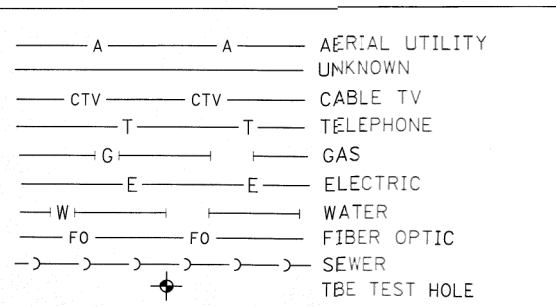 A A AERIAL UTILITY
UNKNOWN
CTV CTV CABLE TV
T T TELEPHONE
G GAS
E E ELECTRIC
W WATER
FO FO FIBER OPTIC
SEWER
TBE TEST HOLE